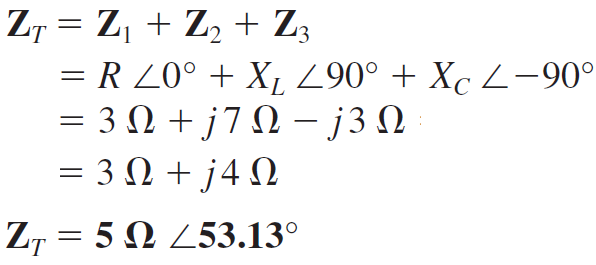 Z_T = Z_1 + Z_2 + Z_3
= R ∠0° + X_L ∠90° + X_C ∠−90°
= 3 Ω + j7 Ω − j3 Ω
= 3 Ω + j4 Ω
Z_T = 5 Ω ∠53.13°